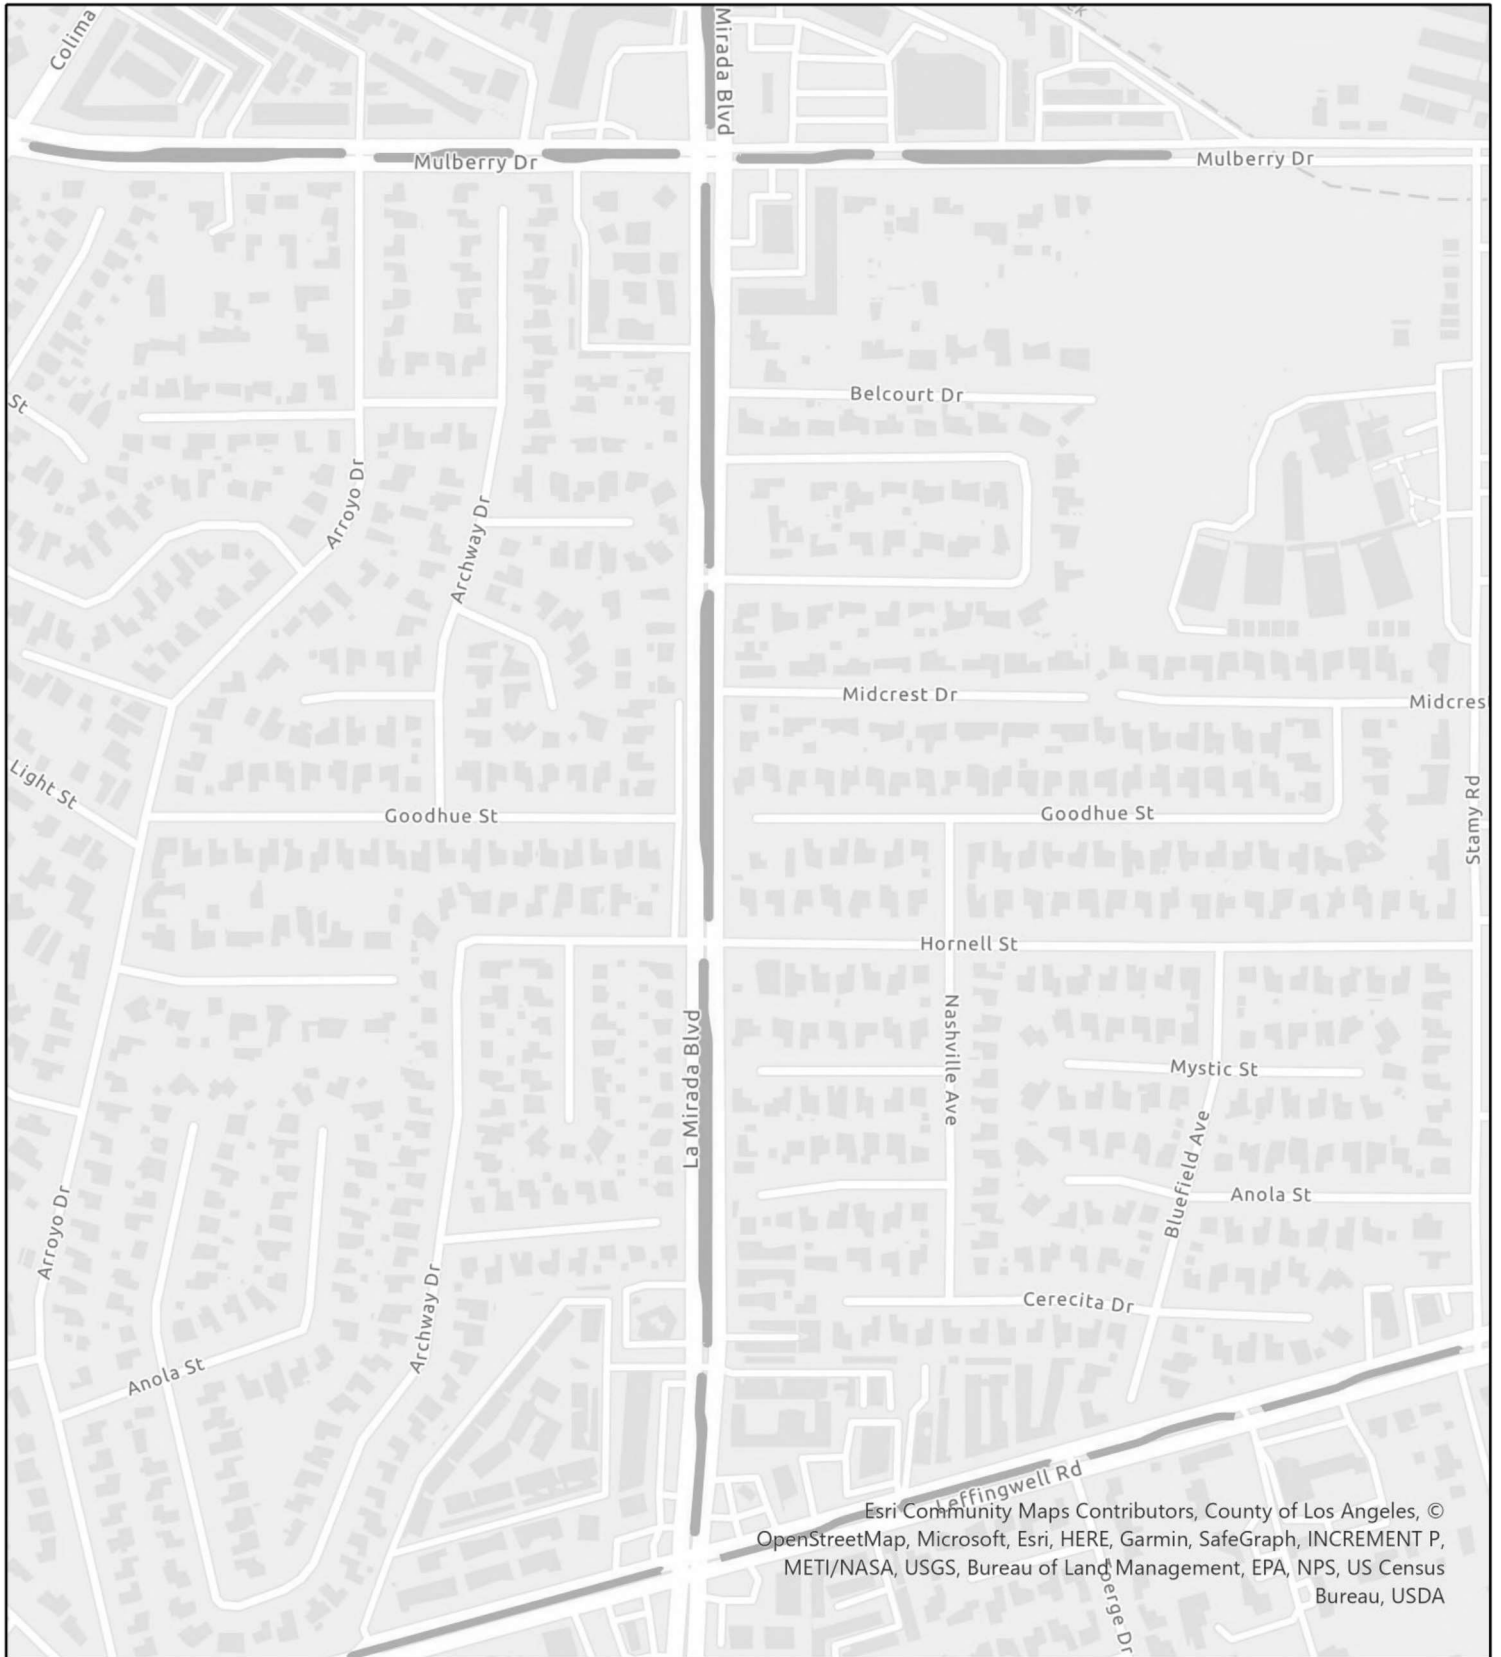 Colima
Mirada Blvd
Mulberry Dr
Mulberry Dr
St
Belcourt Dr
Arroyo Dr
Archway Dr
Midcrest Dr
Midcres
Light St
Goodhue St
Goodhue St
Stamy Rd
Hornell St
Nashville Ave
La Mirada Blvd
Mystic St
Bluefield Ave
Arroyo Dr
Anola St
Cerecita Dr
Archway Dr
Anola St
Leffingwell Rd
Esri Community Maps Contributors, County of Los Angeles, ©
OpenStreetMap, Microsoft, Esri, HERE, Garmin, SafeGraph, INCREMENT P,
METI/NASA, USGS, Bureau of Land Management, EPA, NPS, US Census
Bureau, USDA